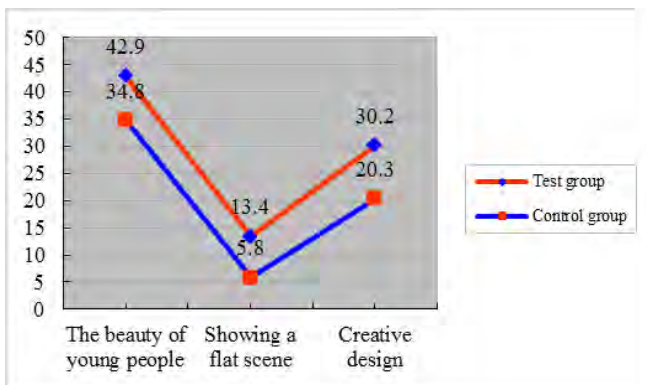 50
45
40
35
30
25
20
15
10
5
0
42.9
34.8
13.4
5.8
30.2
20.3
The beauty of
young people
Showing a
flat scene
Creative
design
Test group
Control group